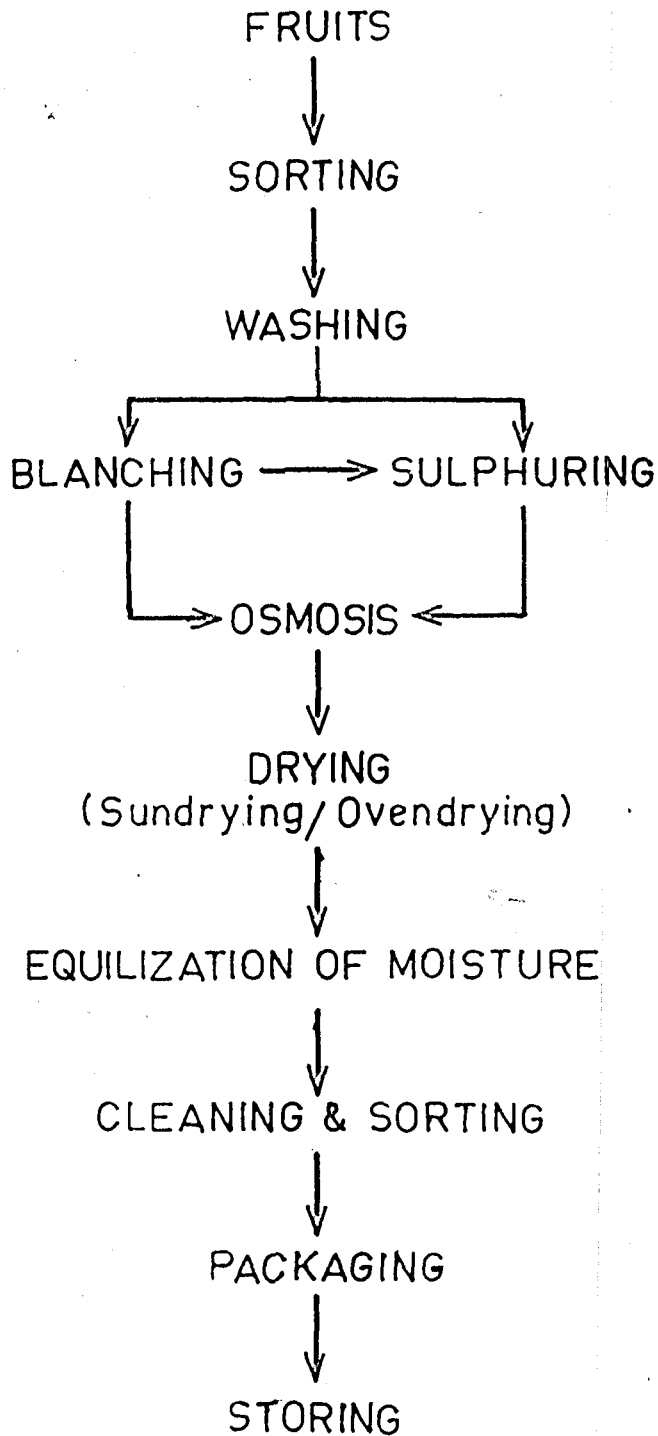 FRUITS
SORTING
WASHING
BLANCHING
SULPHURING
OSMOSIS
DRYING
(Sundrying/Ovendrying)
EQUILIZATION OF MOISTURE
CLEANING & SORTING
PACKAGING
STORING